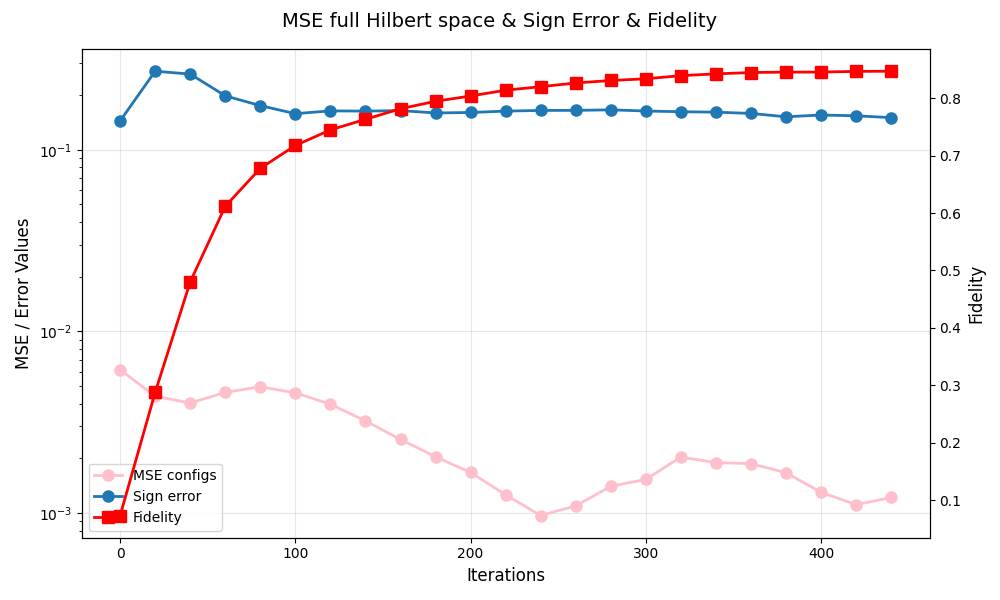 MSE full Hilbert space & Sign Error & Fidelity
MSE / Error Values
10⁻¹
10⁻²
10⁻³
0.8
0.7
0.6
0.5
0.4
0.3
0.2
0.1
Fidelity
MSE configs
Sign error
Fidelity
0
100
200
300
400
Iterations